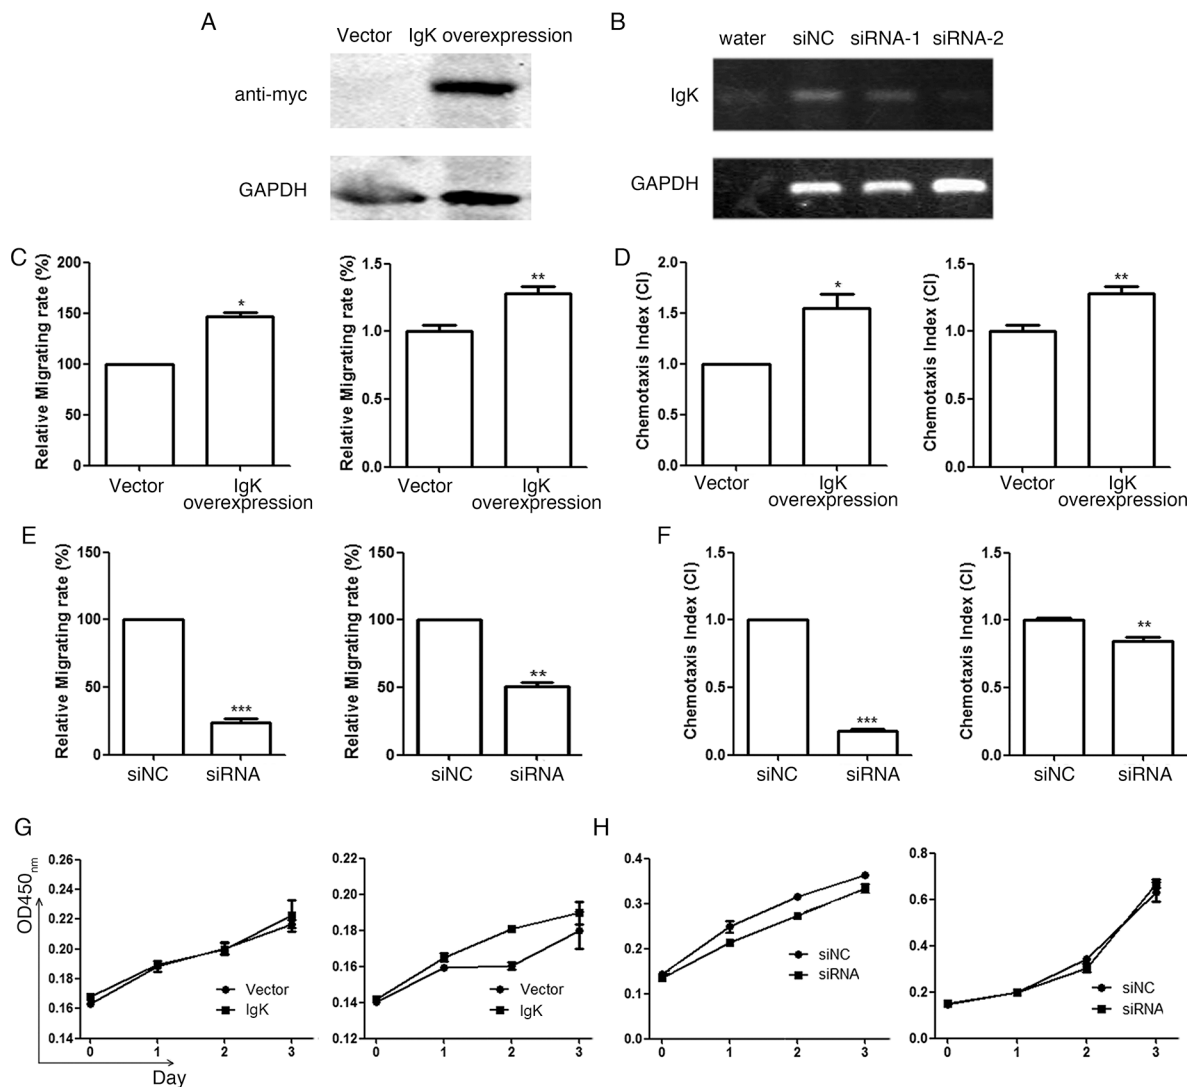 A
Vector IgK overexpression
anti-myc
GAPDH
B
water siNC siRNA-1 siRNA-2
IgK
GAPDH
C
Relative Migrating rate (%)
200
150
100
50
0
*
Vector IgK
overexpression
Relative Migrating rate (%)
1.5
1.0
0.5
0.0
**
Vector IgK
overexpression
D
Chemotaxis Index (CI)
2.0
1.5
1.0
0.5
0.0
*
Vector IgK
overexpression
Chemotaxis Index (CI)
1.5
1.0
0.5
0.0
**
Vector IgK
overexpression
E
Relative Migrating rate (%)
150
100
50
0
***
siNC siRNA
Relative Migrating rate (%)
150
100
50
0
**
siNC siRNA
F
Chemotaxis Index (CI)
1.5
1.0
0.5
0.0
***
siNC siRNA
Chemotaxis Index (CI)
1.5
1.0
0.5
0.0
**
siNC siRNA
G
OD450nm
0.26
0.24
0.22
0.20
0.18
0.16
0.14
Vector
IgK
0 1 2 3
Day
0.22
0.20
0.18
0.16
0.14
0.12
Vector
IgK
0 1 2 3
H
0.4
0.3
0.2
0.1
0.0
siNC
siRNA
0 1 2 3
0.8
0.6
0.4
0.2
0.0
siNC
siRNA
0 1 2 3